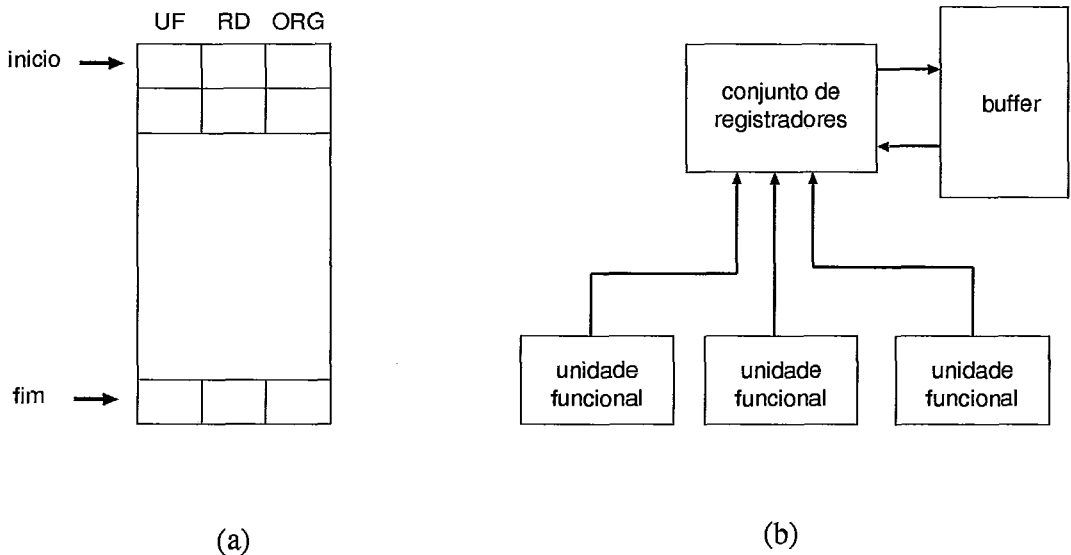 UF RD ORG
inicio
fim
(a)
conjunto de
registradores
buffer
unidade
funcional
unidade
funcional
unidade
funcional
(b)